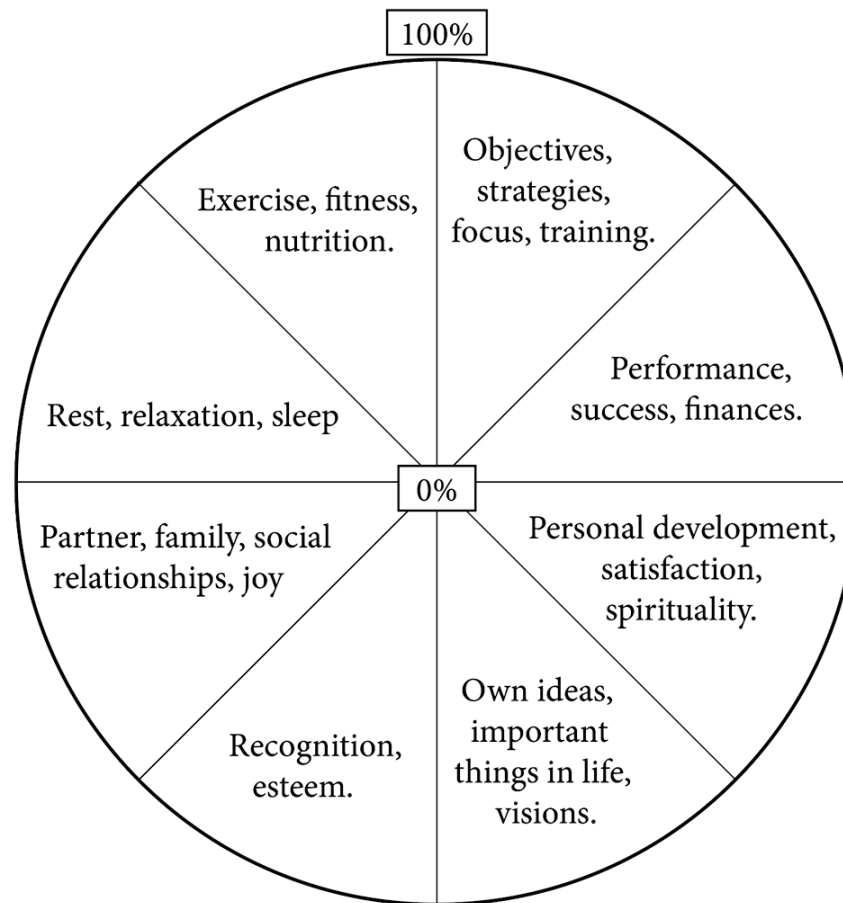 100%
Objectives,
strategies,
focus, training.
Performance,
success, finances.
Personal development,
satisfaction,
spirituality.
Own ideas,
important
things in life,
visions.
Recognition,
esteem.
Partner, family, social
relationships, joy
Rest, relaxation, sleep
Exercise, fitness,
nutrition.
0%